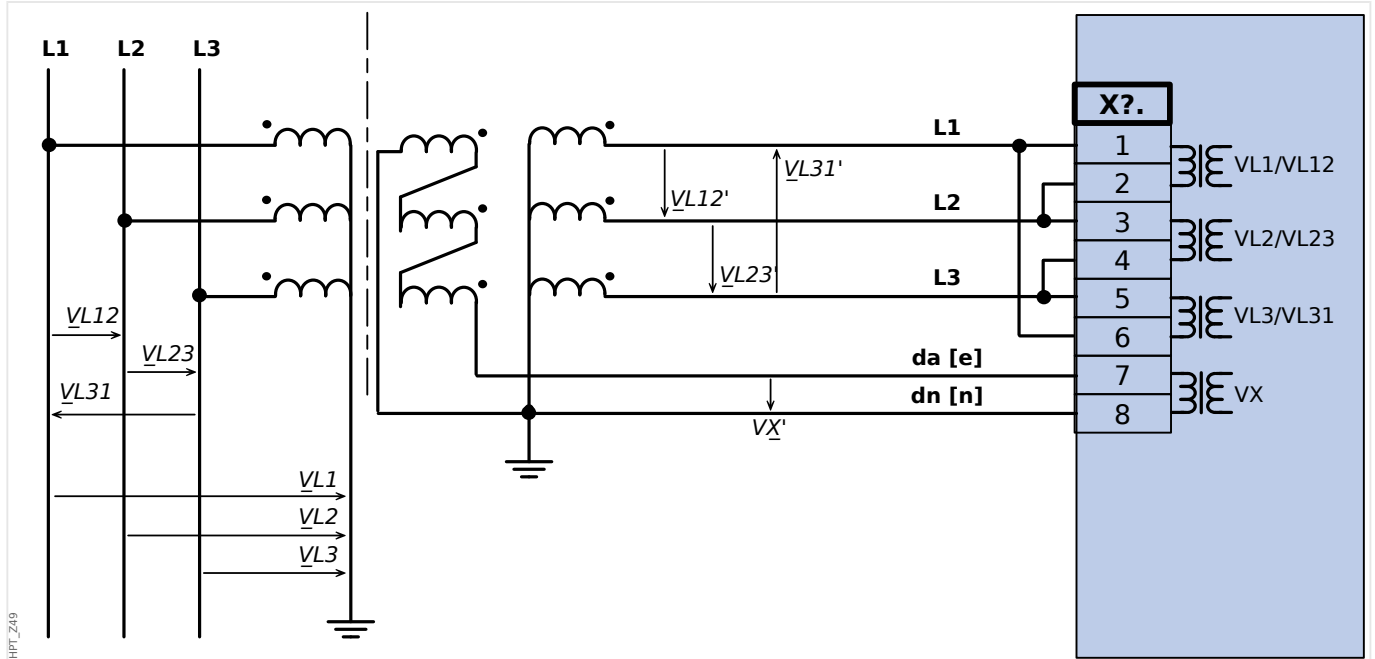 L1 L2 L3
X?.
L1
1
VL1/VL12
VL31'
2
VL12'
L2
3
VL2/VL23
4
VL23'
L3
5
VL3/VL31
VL12
6
VL23
da [e]
7
VL31
dn [n]
VX
8
VX'
VL1
VL2
VL3
HPT_Z49